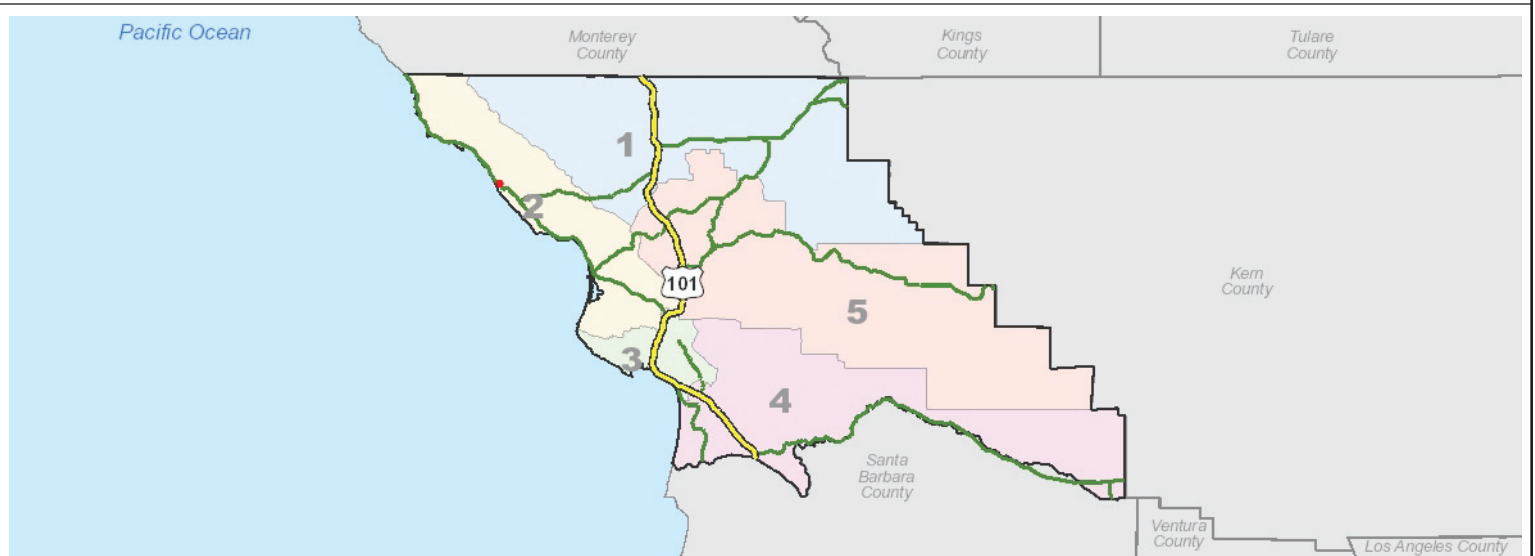 Pacific Ocean
Monterey
County
Kings
County
Tulare
County
1
2
Kern
County
101
5
3
4
Santa
Barbara
County
Ventura
County
Los Angeles County